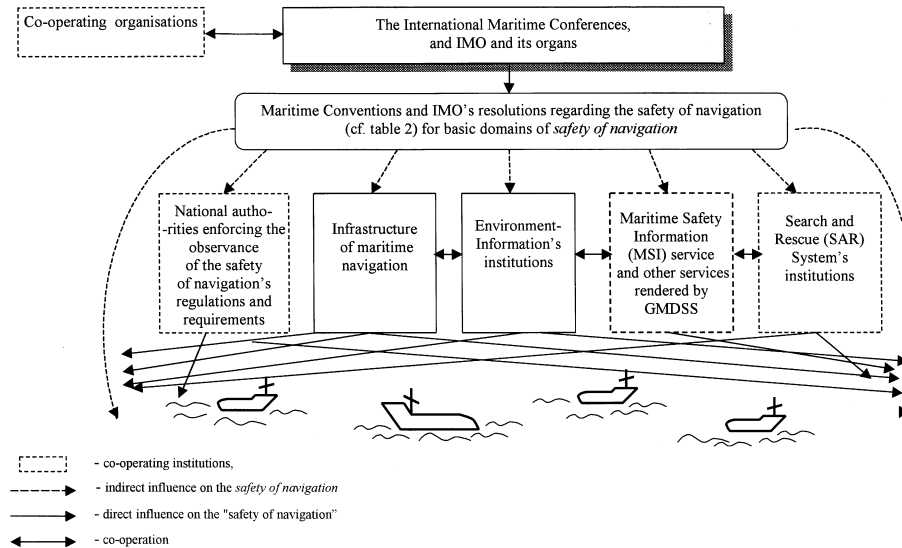 Co-operating organisations
The International Maritime Conferences,
and IMO and its organs
Maritime Conventions and IMO's resolutions regarding the safety of navigation
(cf. table 2) for basic domains of safety of navigation
National autho-
-rities enforcing the
observance
of the safety
of navigation's
regulations and
requirements
Infrastructure
of maritime
navigation
Environment-
Information's
institutions
Maritime Safety
Information
(MSI) service
and other services
rendered by
GMDSS
Search and
Rescue (SAR)
System's
institutions
- co-operating institutions,
- indirect influence on the safety of navigation
- direct influence on the "safety of navigation"
- co-operation